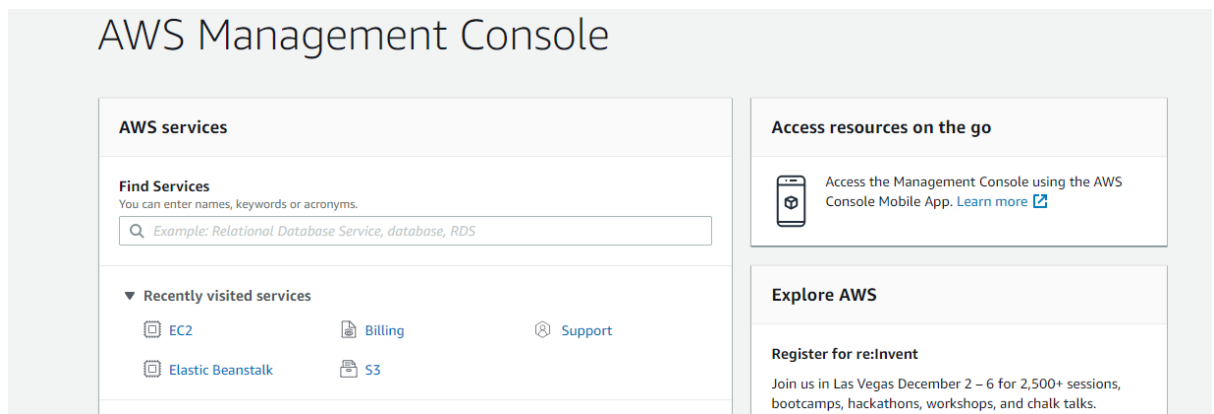 AWS Management Console
AWS services
Find Services
You can enter names, keywords or acronyms.
Example: Relational Database Service, database, RDS
Recently visited services
EC2
Billing
Support
Elastic Beanstalk
S3
Access resources on the go
Access the Management Console using the AWS
Console Mobile App. Learn more
Explore AWS
Register for re:Invent
Join us in Las Vegas December 2 – 6 for 2,500+ sessions,
bootcamps, hackathons, workshops, and chalk talks.